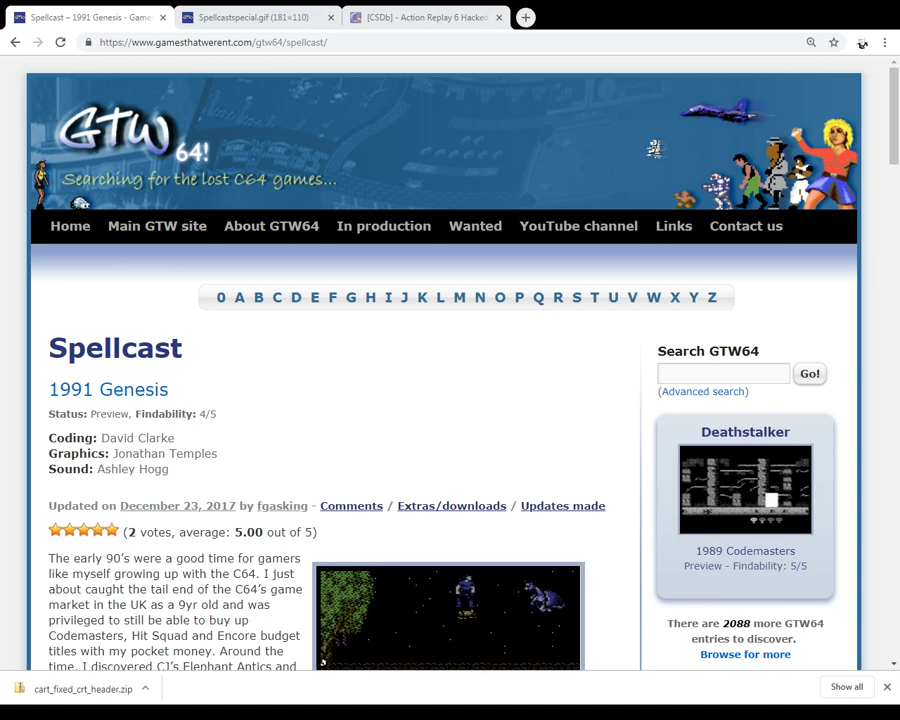 Spellcast – 1991 Genesis - Game
Spellcastspecial.gif (181×110)
[CSDb] - Action Replay 6 Hacked
https://www.gamesthatwerent.com/gtw64/spellcast/
GTW 64!
Searching for the lost C64 games...
Home Main GTW site About GTW64 In production Wanted YouTube channel Links Contact us
0 A B C D E F G H I J K L M N O P Q R S T U V W X Y Z
Spellcast
1991 Genesis
Status: Preview, Findability: 4/5
Coding: David Clarke
Graphics: Jonathan Temples
Sound: Ashley Hogg
Updated on December 23, 2017 by fgasking - Comments / Extras/downloads / Updates made
(2 votes, average: 5.00 out of 5)
The early 90’s were a good time for gamers
like myself growing up with the C64. I just
about caught the tail end of the C64’s game
market in the UK as a 9yr old and was
privileged to still be able to buy up
Codemasters, Hit Squad and Encore budget
titles with my pocket money. Around the
time, I discovered CJ’s Elephant Antics and
Search GTW64
Go!
(Advanced search)
Deathstalker
1989 Codemasters
Preview - Findability: 5/5
There are 2088 more GTW64
entries to discover.
Browse for more
cart_fixed_crt_header.zip
Show all